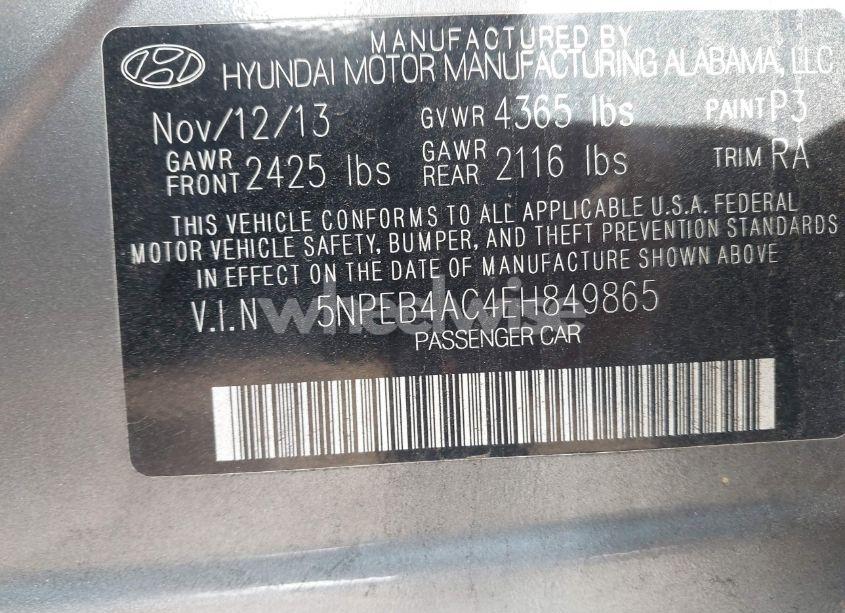 MANUFACTURED BY
HYUNDAI MOTOR MANUFACTURING ALABAMA, LLC
Nov/12/13 GVWR 4365 lbs PAINT P3
GAWR FRONT 2425 lbs GAWR REAR 2116 lbs TRIM RA
THIS VEHICLE CONFORMS TO ALL APPLICABLE U.S.A. FEDERAL
MOTOR VEHICLE SAFETY, BUMPER, AND THEFT PREVENTION STANDARDS
IN EFFECT ON THE DATE OF MANUFACTURE SHOWN ABOVE
V.I.N 5NPEB4AC4EH849865
wheelwise
PASSENGER CAR